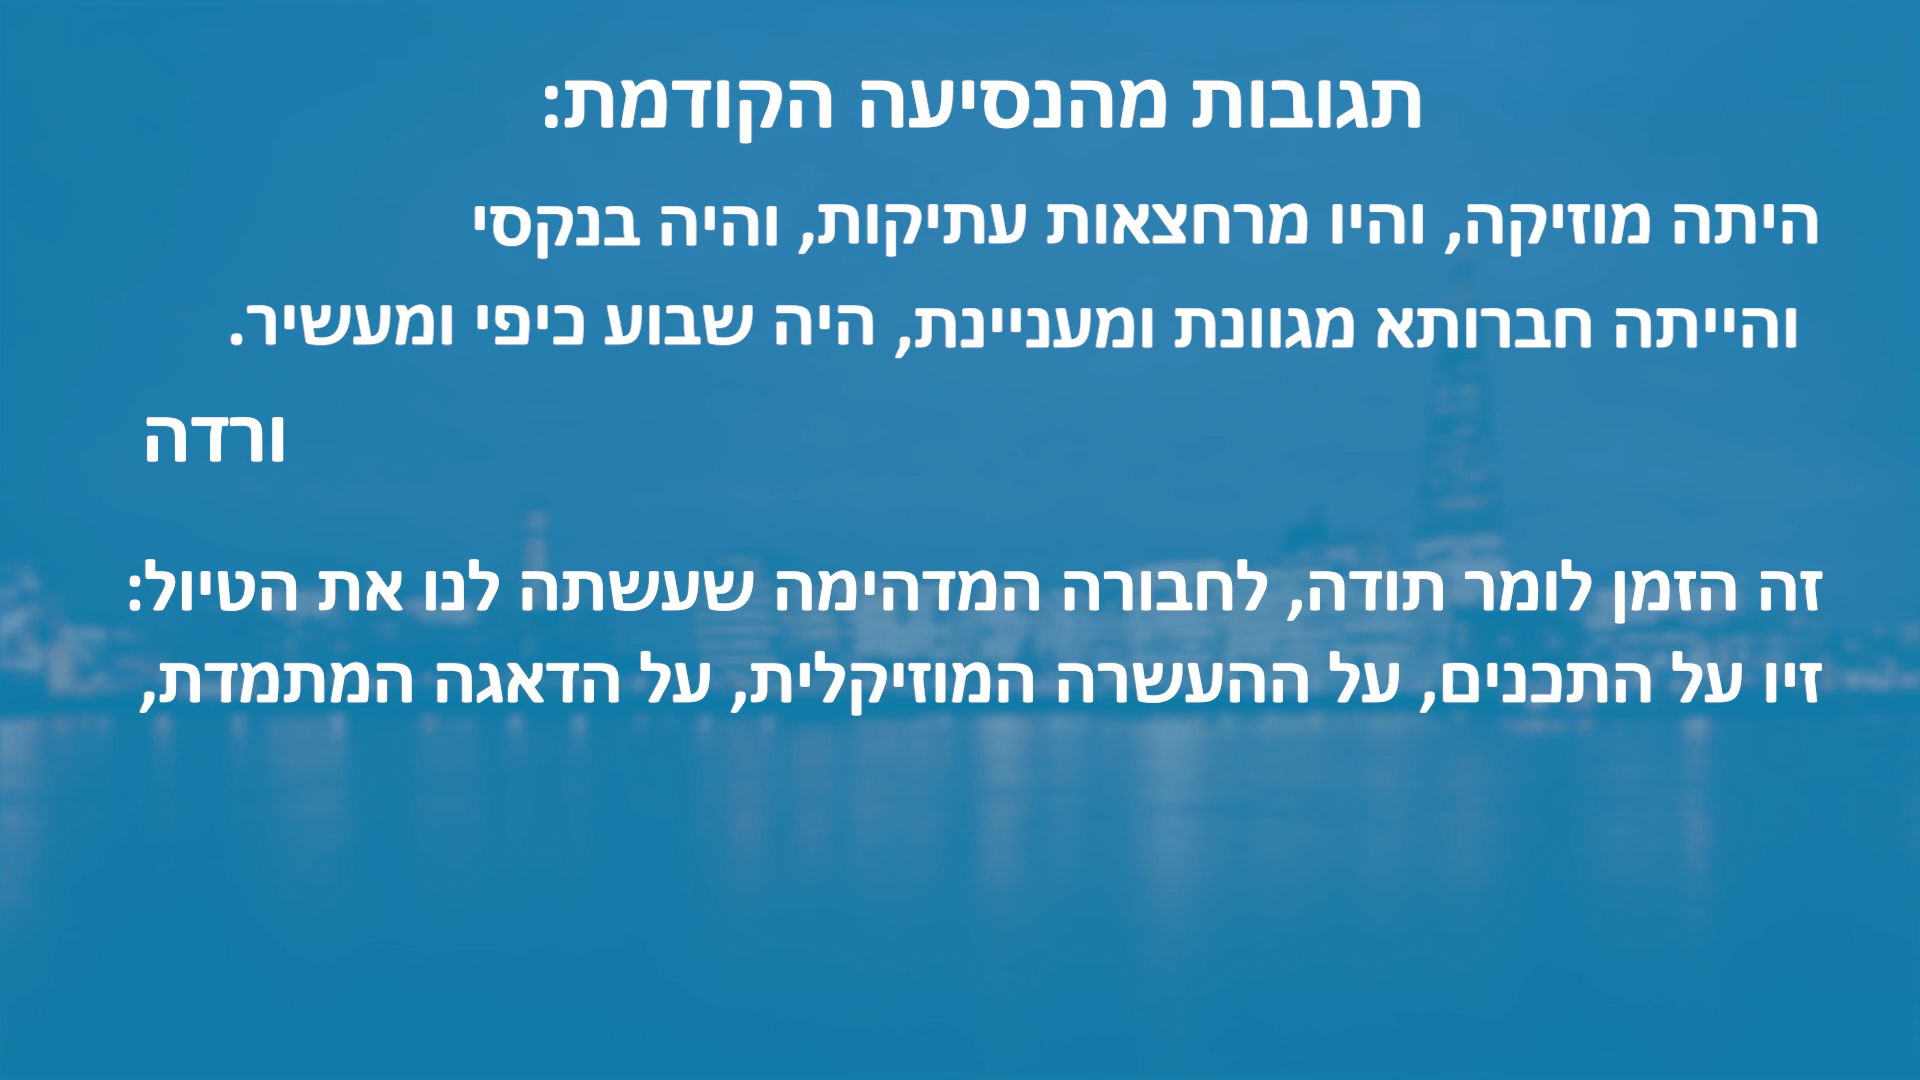 תגובות מהנסיעה הקודמת:
היתה מוזיקה, והיו מרחצאות עתיקות, והיה בנקסי
והייתה חברותא מגוונת ומעניינת, היה שבוע כיפי ומעשיר.
ורדה
זה הזמן לומר תודה, לחבורה המדהימה שעשתה לנו את הטיול:
זיו על התכנים, על ההעשרה המוזיקלית, על הדאגה המתמדת,